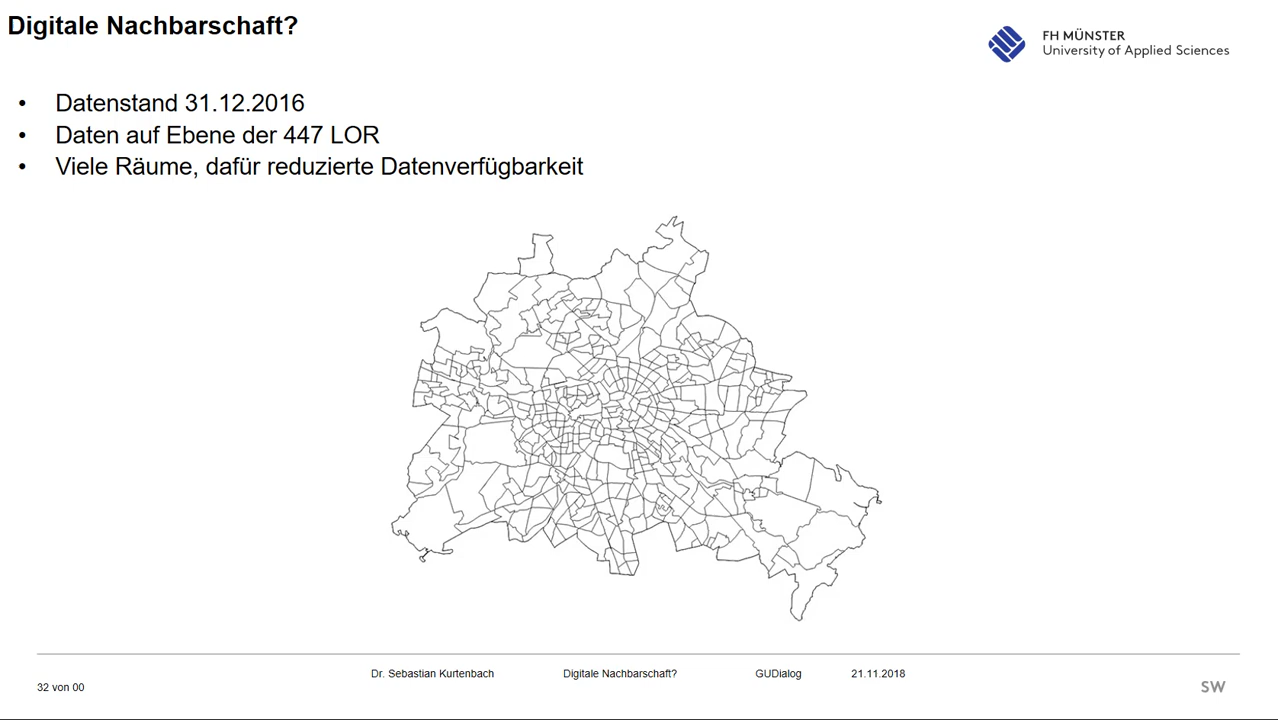 Digitale Nachbarschaft?
FH MÜNSTER
University of Applied Sciences
• Datenstand 31.12.2016
• Daten auf Ebene der 447 LOR
• Viele Räume, dafür reduzierte Datenverfügbarkeit
Dr. Sebastian Kurtenbach Digitale Nachbarschaft? GUDialog 21.11.2018
32 von 00
SW